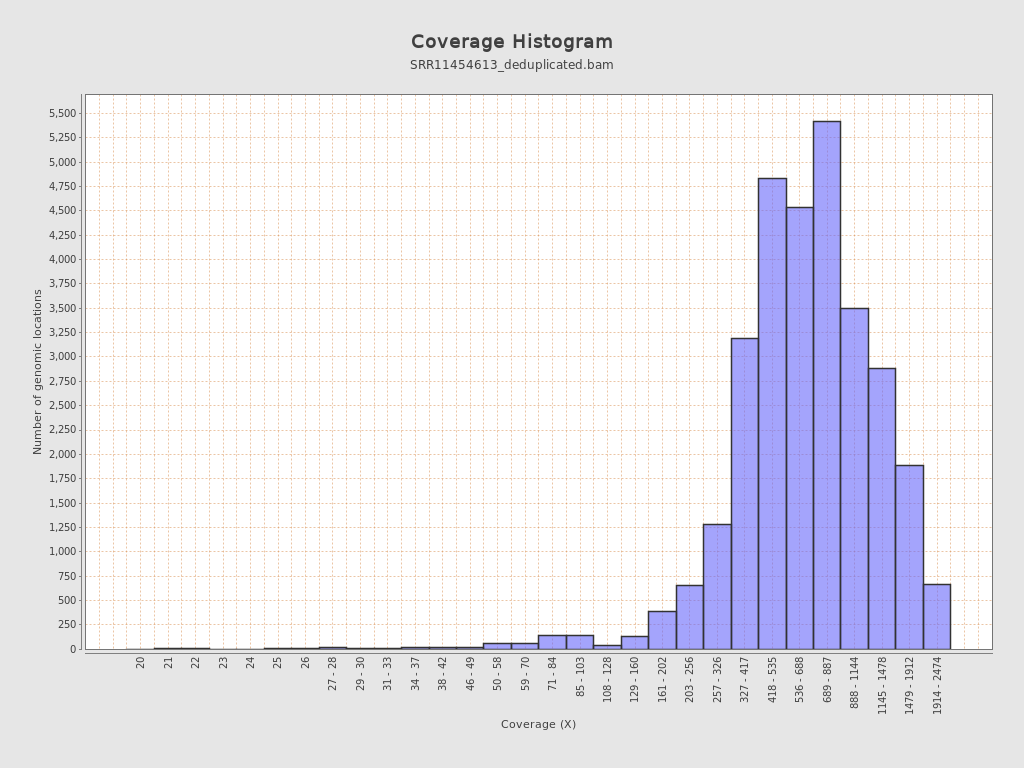 Coverage Histogram
SRR11454613_deduplicated.bam
5,500
5,250
5,000
4,750
4,500
4,250
4,000
3,750
3,500
3,250
3,000
2,750
2,500
2,250
2,000
1,750
1,500
1,250
1,000
750
500
250
0
Number of genomic locations
20
21
22
23
24
25
26
27 - 28
29 - 30
31 - 33
34 - 37
38 - 42
46 - 49
50 - 58
59 - 70
71 - 84
85 - 103
108 - 128
129 - 160
161 - 202
203 - 256
257 - 326
327 - 417
418 - 535
536 - 688
689 - 887
888 - 1144
1145 - 1478
1479 - 1912
1914 - 2474
Coverage (X)